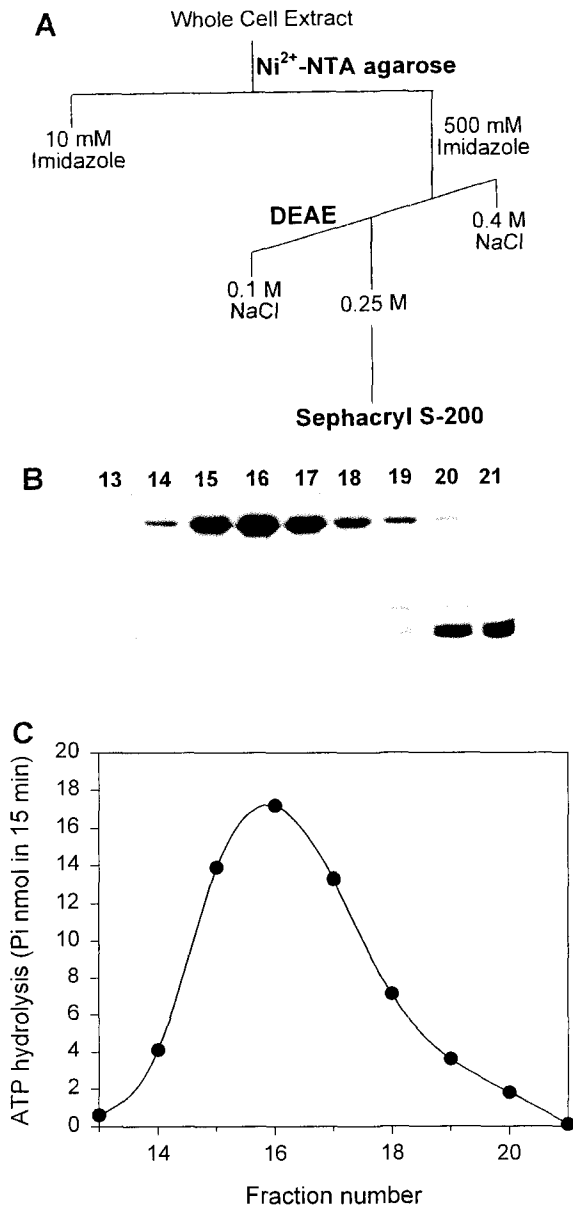 A
Whole Cell Extract
Ni²⁺-NTA agarose
10 mM
Imidazole
500 mM
Imidazole
DEAE
0.4 M
NaCl
0.1 M
NaCl
0.25 M
Sephacryl S-200
B
13 14 15 16 17 18 19 20 21
C
ATP hydrolysis (Pi nmol in 15 min)
20
18
16
14
12
10
8
6
4
2
0
14 16 18 20
Fraction number